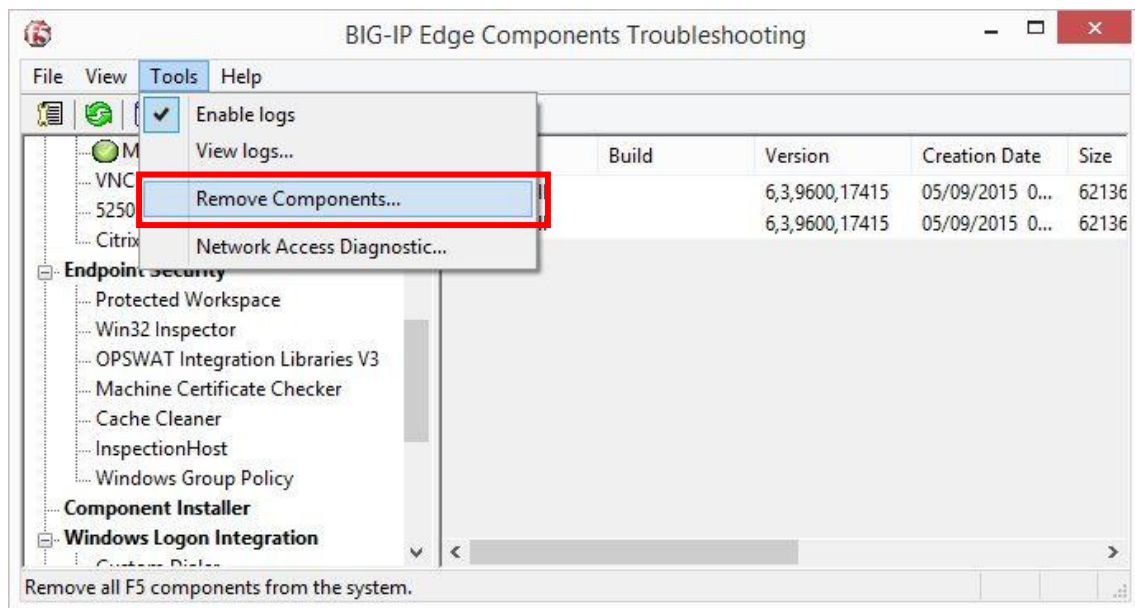 BIG-IP Edge Components Troubleshooting
File View Tools Help
Enable logs
View logs...
Remove Components...
Network Access Diagnostic...
Build Version Creation Date Size
6,3,9600,17415 05/09/2015 0... 62136
6,3,9600,17415 05/09/2015 0... 62136
M
VNC
5250
Citrix
Endpoint Security
Protected Workspace
Win32 Inspector
OPSWAT Integration Libraries V3
Machine Certificate Checker
Cache Cleaner
InspectionHost
Windows Group Policy
Component Installer
Windows Logon Integration
Remove all F5 components from the system.